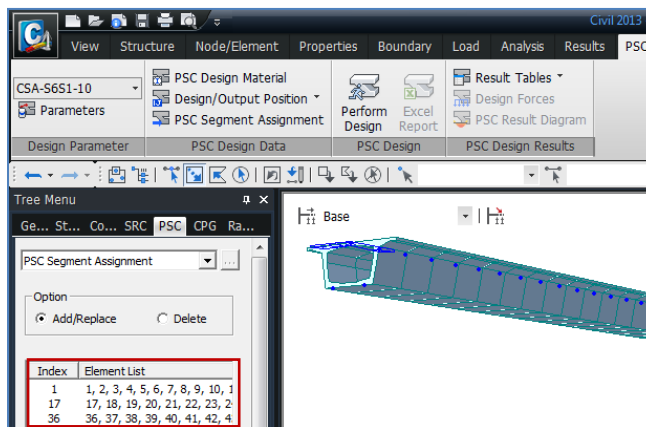 Civil 2013
View Structure Node/Element Properties Boundary Load Analysis Results PSC
CSA-S6S1-10
Parameters
Design Parameter
PSC Design Material
Design/Output Position
PSC Segment Assignment
PSC Design Data
Perform
Design
Excel
Report
PSC Design
Result Tables
Design Forces
PSC Result Diagram
PSC Design Results
Tree Menu
Ge... St... Co... SRC PSC CPG Ra...
PSC Segment Assignment
...
Option
Add/Replace Delete
Index Element List
1 1, 2, 3, 4, 5, 6, 7, 8, 9, 10, 1
17 17, 18, 19, 20, 21, 22, 23, 2
36 36, 37, 38, 39, 40, 41, 42, 4
Base